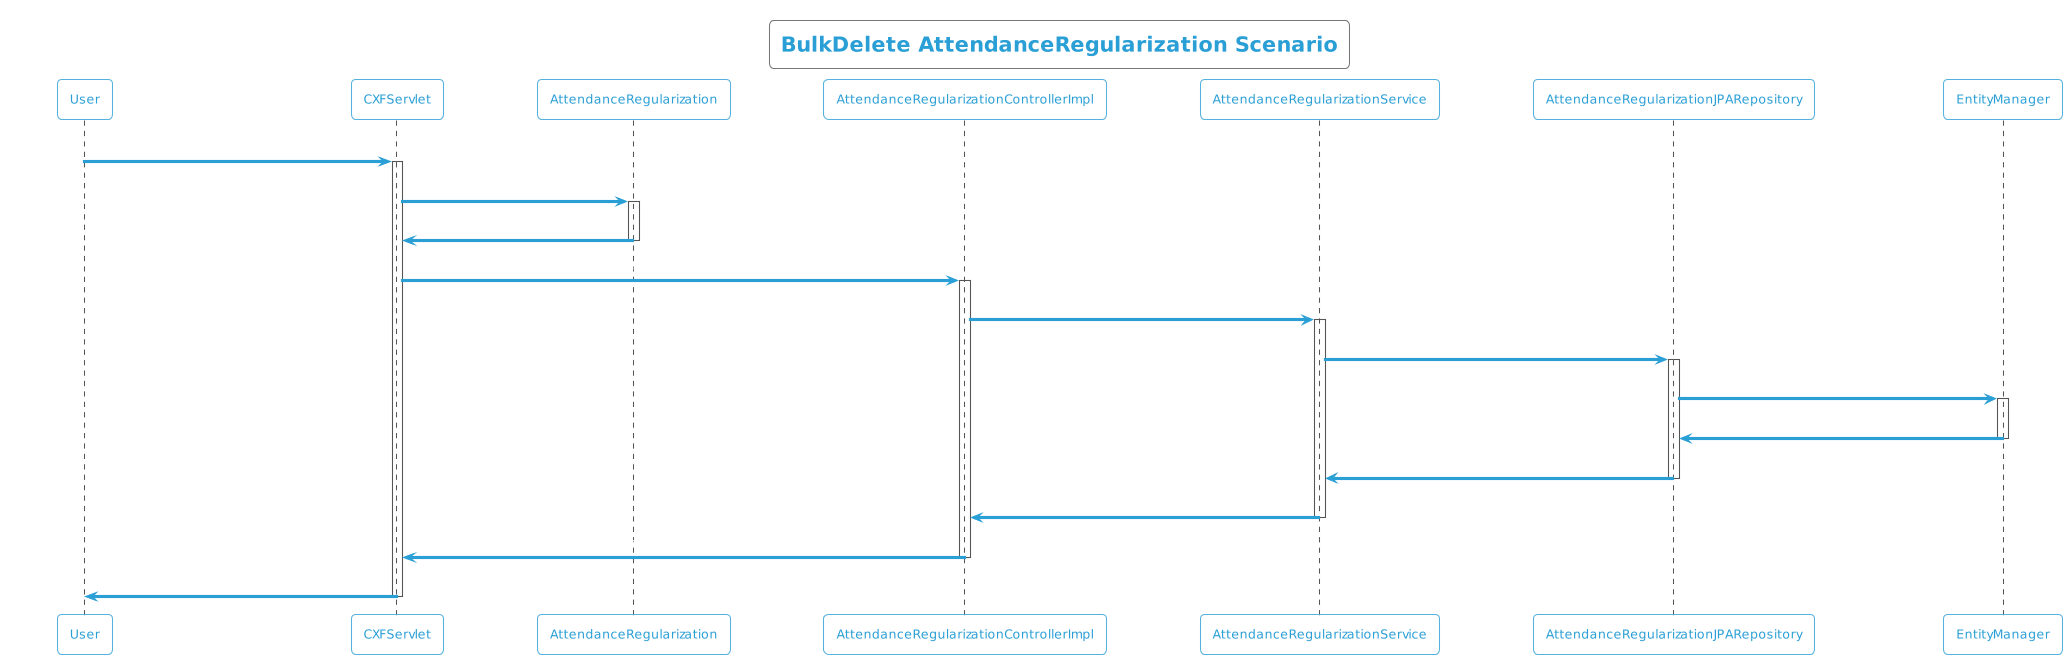 BulkDelete AttendanceRegularization Scenario
User
CXFServlet
AttendanceRegularization
AttendanceRegularizationControllerImpl
AttendanceRegularizationService
AttendanceRegularizationJPARepository
EntityManager
User
CXFServlet
AttendanceRegularization
AttendanceRegularizationControllerImpl
AttendanceRegularizationService
AttendanceRegularizationJPARepository
EntityManager